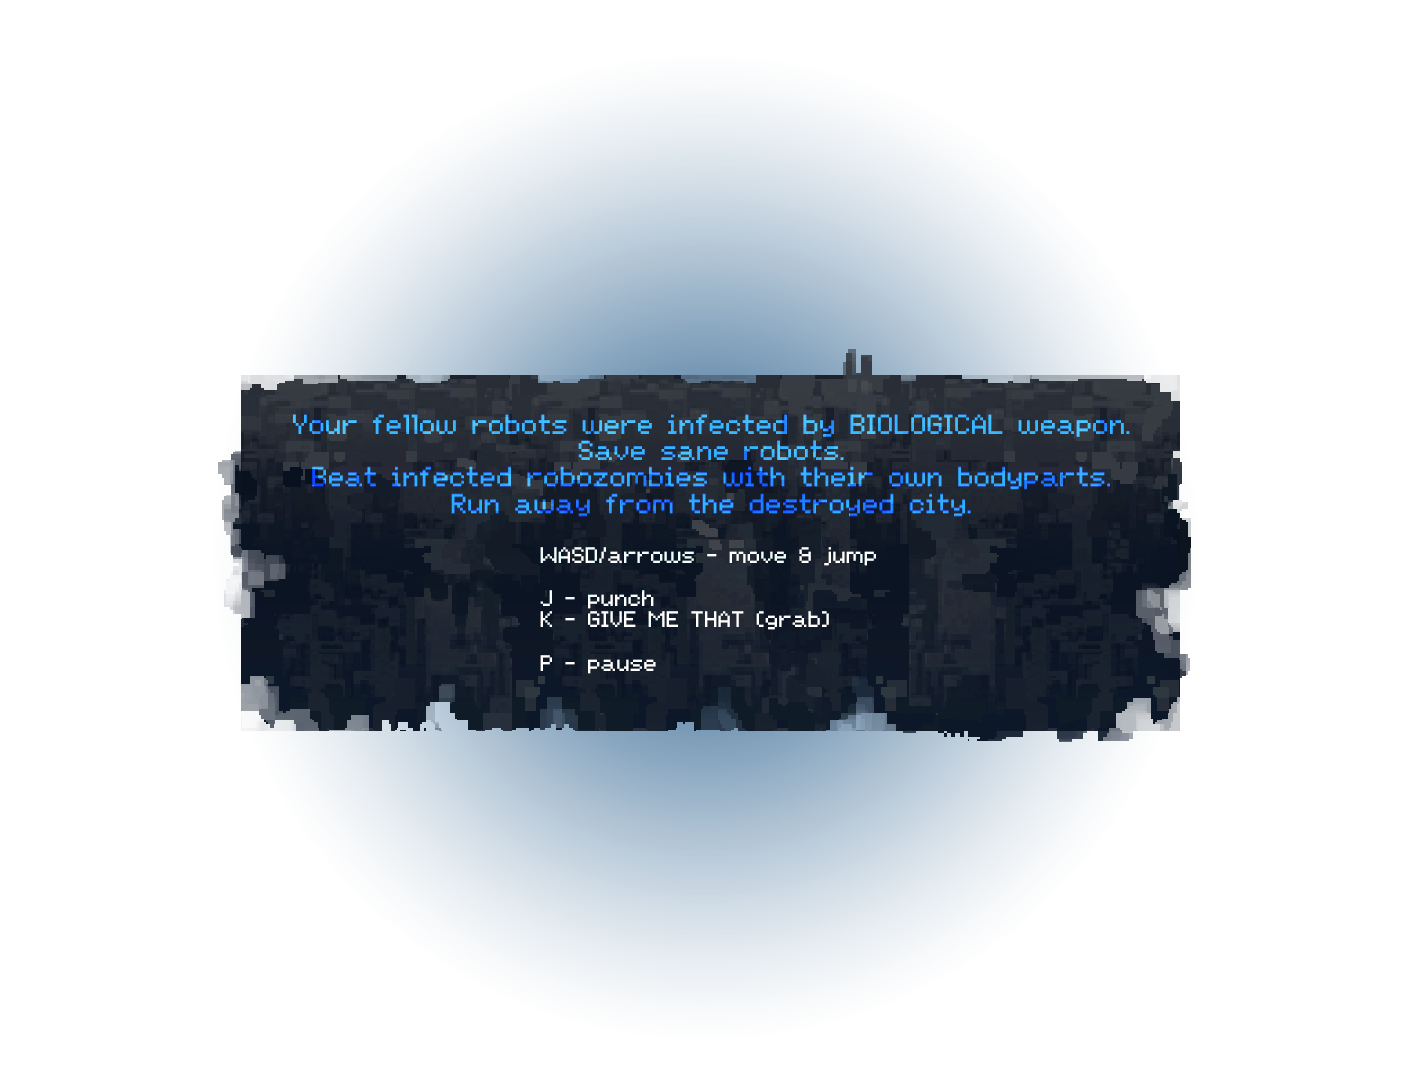 Your fellow robots were infected by BIOLOGICAL weapon.
Save sane robots.
Beat infected robozombies with their own bodyparts.
Run away from the destroyed city.
WASD/arrows - move & jump
J - punch
K - GIVE ME THAT (grab)
P - pause